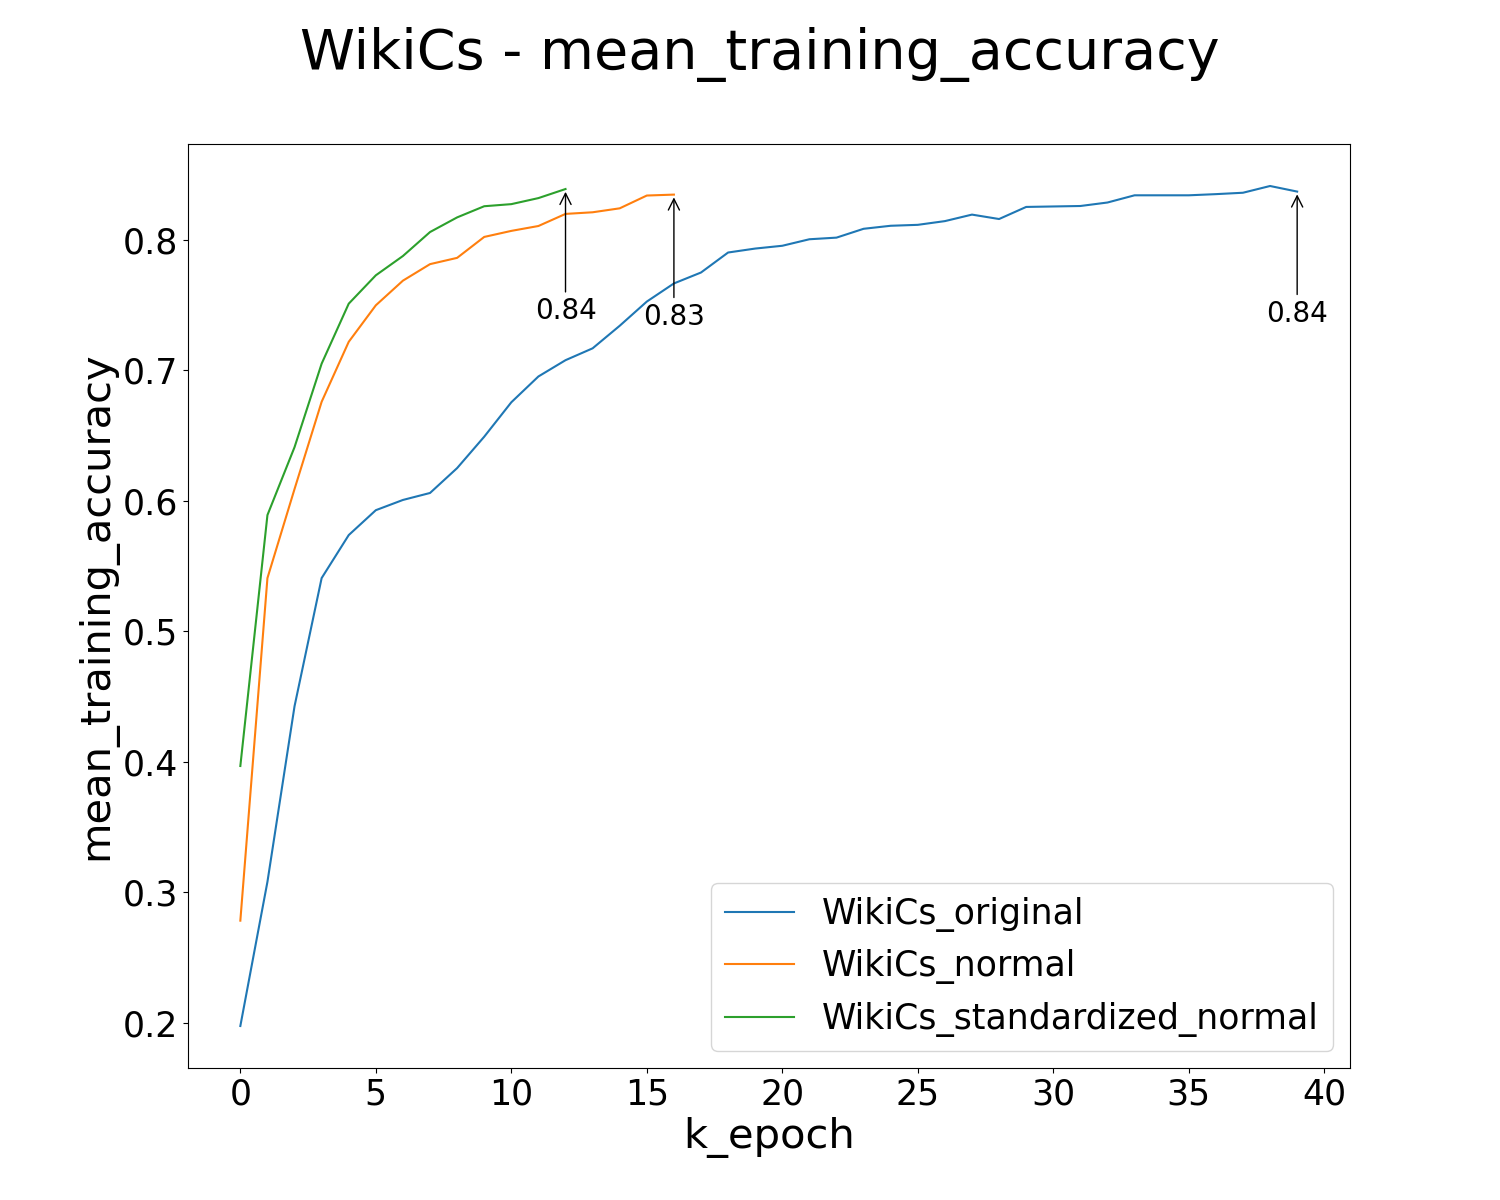 WikiCs - mean_training_accuracy
mean_training_accuracy
0.8
0.7
0.6
0.5
0.4
0.3
0.2
0.84
0.83
0.84
WikiCs_original
WikiCs_normal
WikiCs_standardized_normal
0 5 10 15 20 25 30 35 40
k_epoch